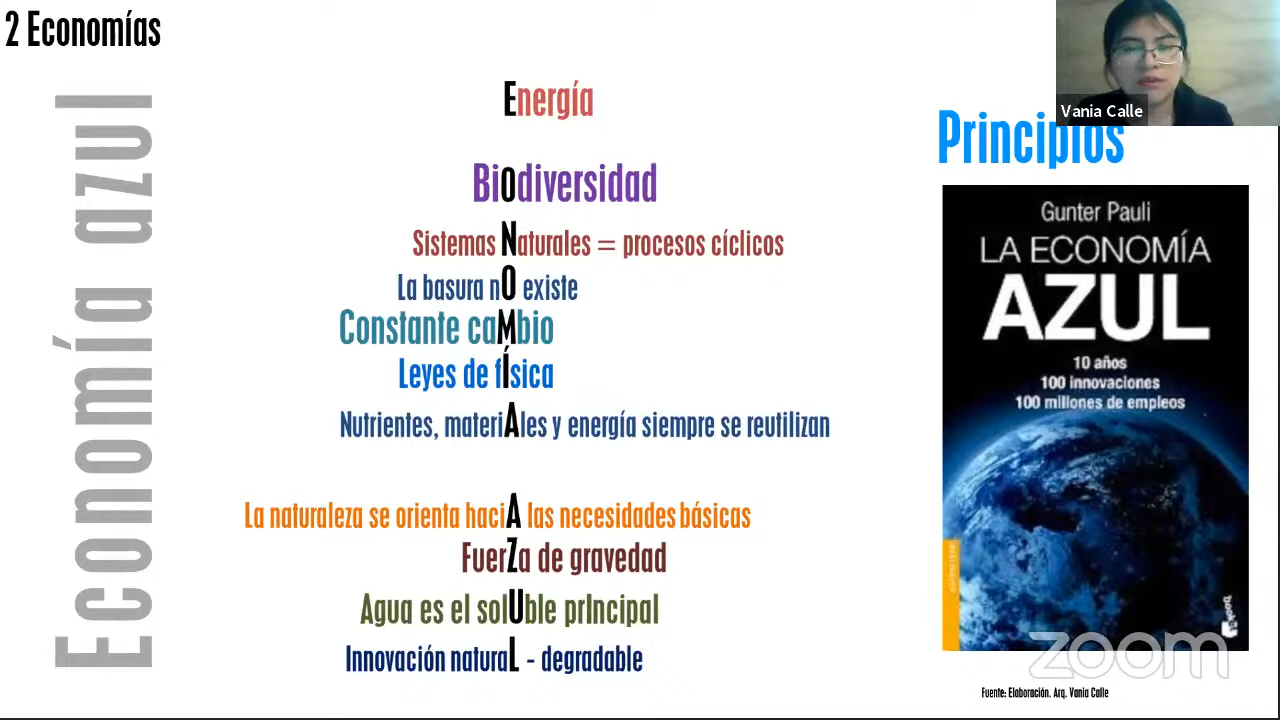 2 Economías
Economía azul
Energía
Biodiversidad
Sistemas Naturales = procesos cíclicos
La basura nO existe
Constante caMbio
Leyes de fÍsica
Nutrientes, materiAles y energía siempre se reutilizan
La naturaleza se orienta haciA las necesidades básicas
FuerZa de gravedad
Agua es el solUble prIncipal
Innovación naturaL - degradable
Vania Calle
Principios
Gunter Pauli
LA ECONOMÍA
AZUL
10 años
100 innovaciones
100 millones de empleos
booket
zoom
Fuente: Elaboración. Arq. Vania Calle